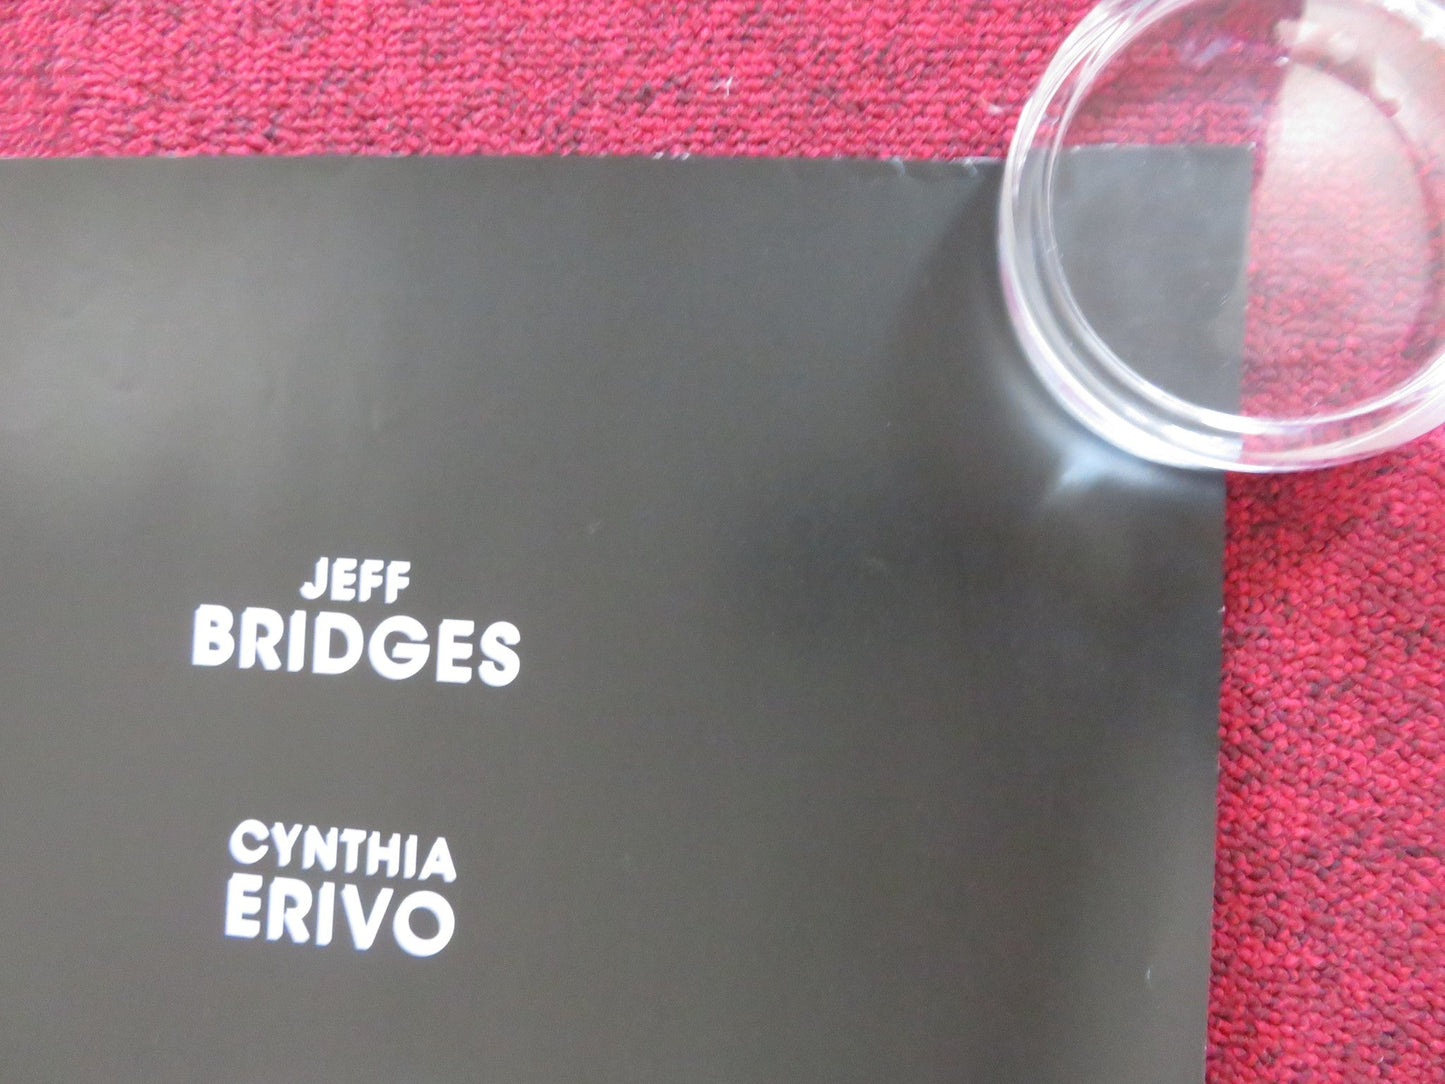 JEFF
BRIDGES
CYNTHIA
ERIVO